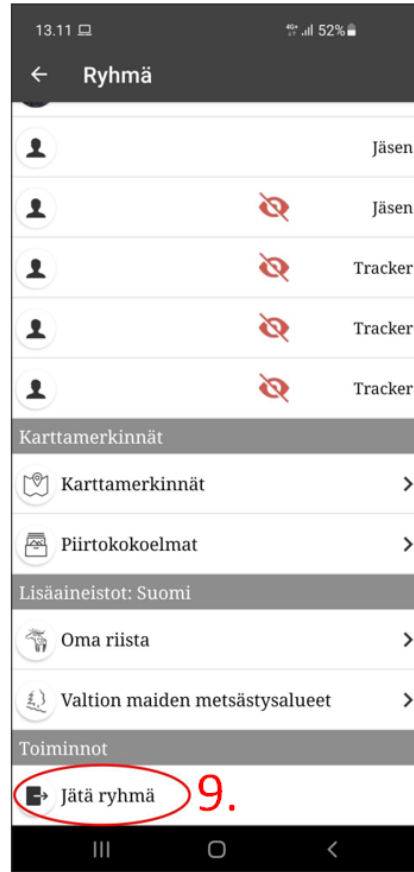 13.11 4G+ 52%
Ryhmä
Jäsen
Jäsen
Tracker
Tracker
Tracker
Karttamerkinnät
Karttamerkinnät
Piirtokokoelmat
Lisäaineistot: Suomi
Oma riista
Valtion maiden metsästysalueet
Toiminnot
Jätä ryhmä 9.